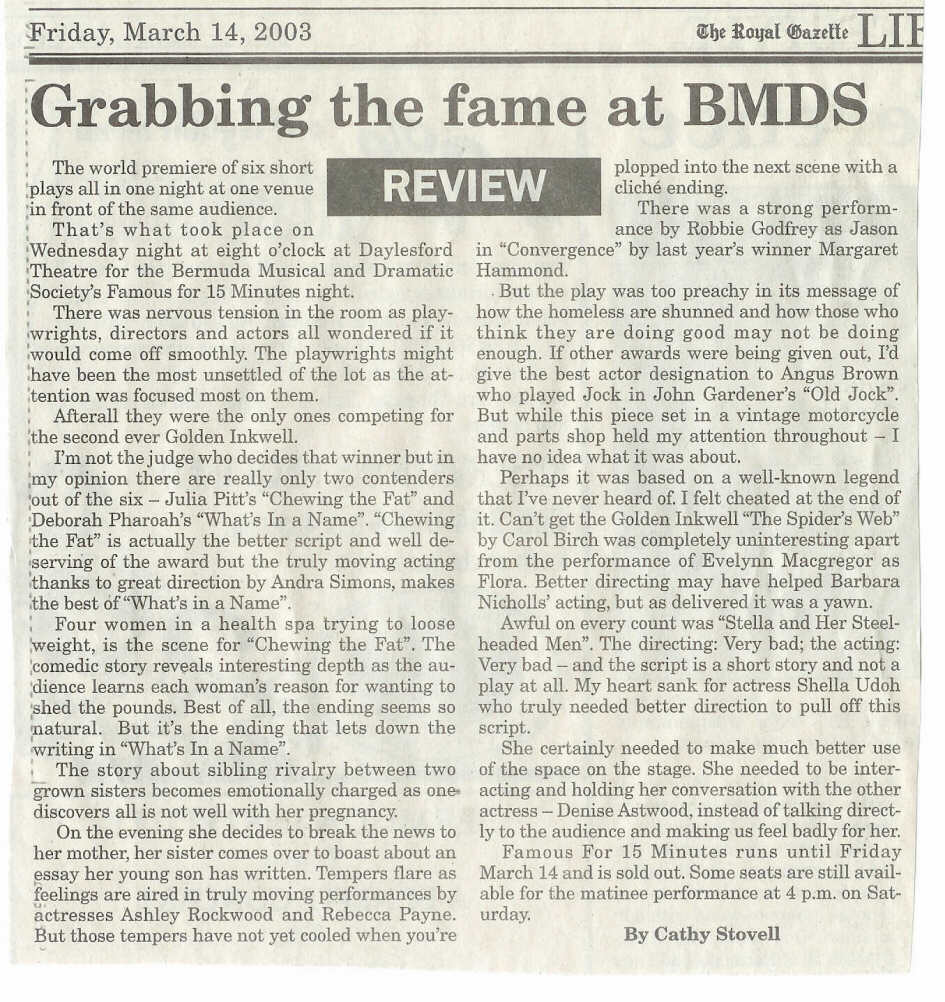 Friday, March 14, 2003
The Royal Gazette LIF
Grabbing the fame at BMDS
REVIEW
The world premiere of six short
plays all in one night at one venue
in front of the same audience.
That's what took place on
Wednesday night at eight o'clock at Daylesford
Theatre for the Bermuda Musical and Dramatic
Society's Famous for 15 Minutes night.
There was nervous tension in the room as play-
wrights, directors and actors all wondered if it
would come off smoothly. The playwrights might
have been the most unsettled of the lot as the at-
tention was focused most on them.
Afterall they were the only ones competing for
the second ever Golden Inkwell.
I'm not the judge who decides that winner but in
my opinion there are really only two contenders
out of the six – Julia Pitt's "Chewing the Fat" and
Deborah Pharoah's "What's In a Name". "Chewing
the Fat" is actually the better script and well de-
serving of the award but the truly moving acting
thanks to great direction by Andra Simons, makes
the best of "What's in a Name".
Four women in a health spa trying to loose
weight, is the scene for "Chewing the Fat". The
comedic story reveals interesting depth as the au-
dience learns each woman's reason for wanting to
shed the pounds. Best of all, the ending seems so
natural. But it's the ending that lets down the
writing in "What's In a Name".
The story about sibling rivalry between two
grown sisters becomes emotionally charged as one
discovers all is not well with her pregnancy.
On the evening she decides to break the news to
her mother, her sister comes over to boast about an
essay her young son has written. Tempers flare as
feelings are aired in truly moving performances by
actresses Ashley Rockwood and Rebecca Payne.
But those tempers have not yet cooled when you're
plopped into the next scene with a
cliché ending.
There was a strong perform-
ance by Robbie Godfrey as Jason
in "Convergence" by last year's winner Margaret
Hammond.
But the play was too preachy in its message of
how the homeless are shunned and how those who
think they are doing good may not be doing
enough. If other awards were being given out, I'd
give the best actor designation to Angus Brown
who played Jock in John Gardener's "Old Jock".
But while this piece set in a vintage motorcycle
and parts shop held my attention throughout – I
have no idea what it was about.
Perhaps it was based on a well-known legend
that I've never heard of. I felt cheated at the end of
it. Can't get the Golden Inkwell "The Spider's Web"
by Carol Birch was completely uninteresting apart
from the performance of Evelynn Macgregor as
Flora. Better directing may have helped Barbara
Nicholls' acting, but as delivered it was a yawn.
Awful on every count was "Stella and Her Steel-
headed Men". The directing: Very bad; the acting:
Very bad – and the script is a short story and not a
play at all. My heart sank for actress Shella Udoh
who truly needed better direction to pull off this
script.
She certainly needed to make much better use
of the space on the stage. She needed to be inter-
acting and holding her conversation with the other
actress – Denise Astwood, instead of talking direct-
ly to the audience and making us feel badly for her.
Famous For 15 Minutes runs until Friday
March 14 and is sold out. Some seats are still avail-
able for the matinee performance at 4 p.m. on Sat-
urday.
By Cathy Stovell